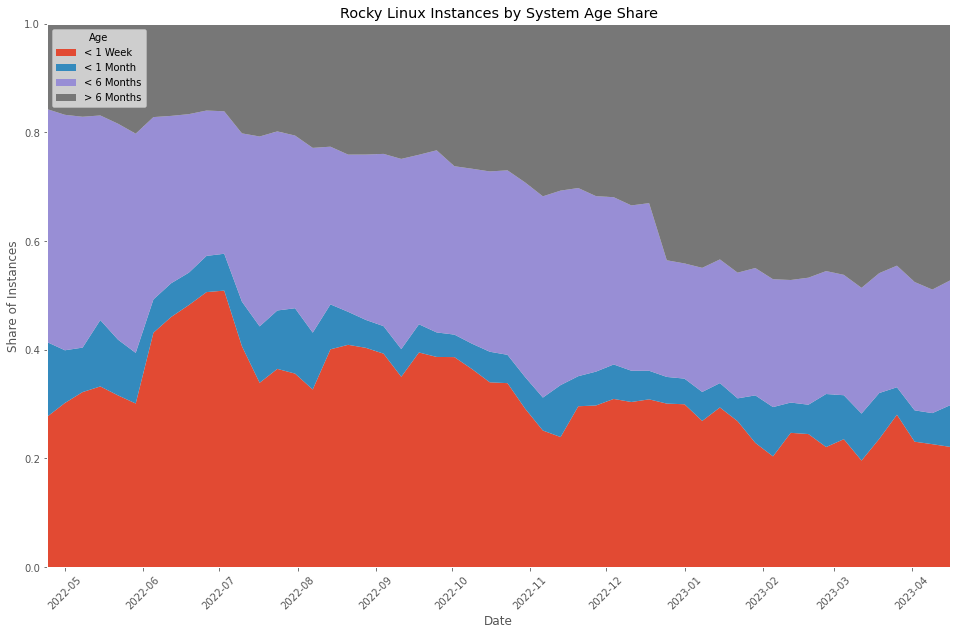 Rocky Linux Instances by System Age Share
Age
< 1 Week
< 1 Month
< 6 Months
> 6 Months
Share of Instances
1.0
0.8
0.6
0.4
0.2
0.0
2022-05
2022-06
2022-07
2022-08
2022-09
2022-10
2022-11
2022-12
2023-01
2023-02
2023-03
2023-04
Date